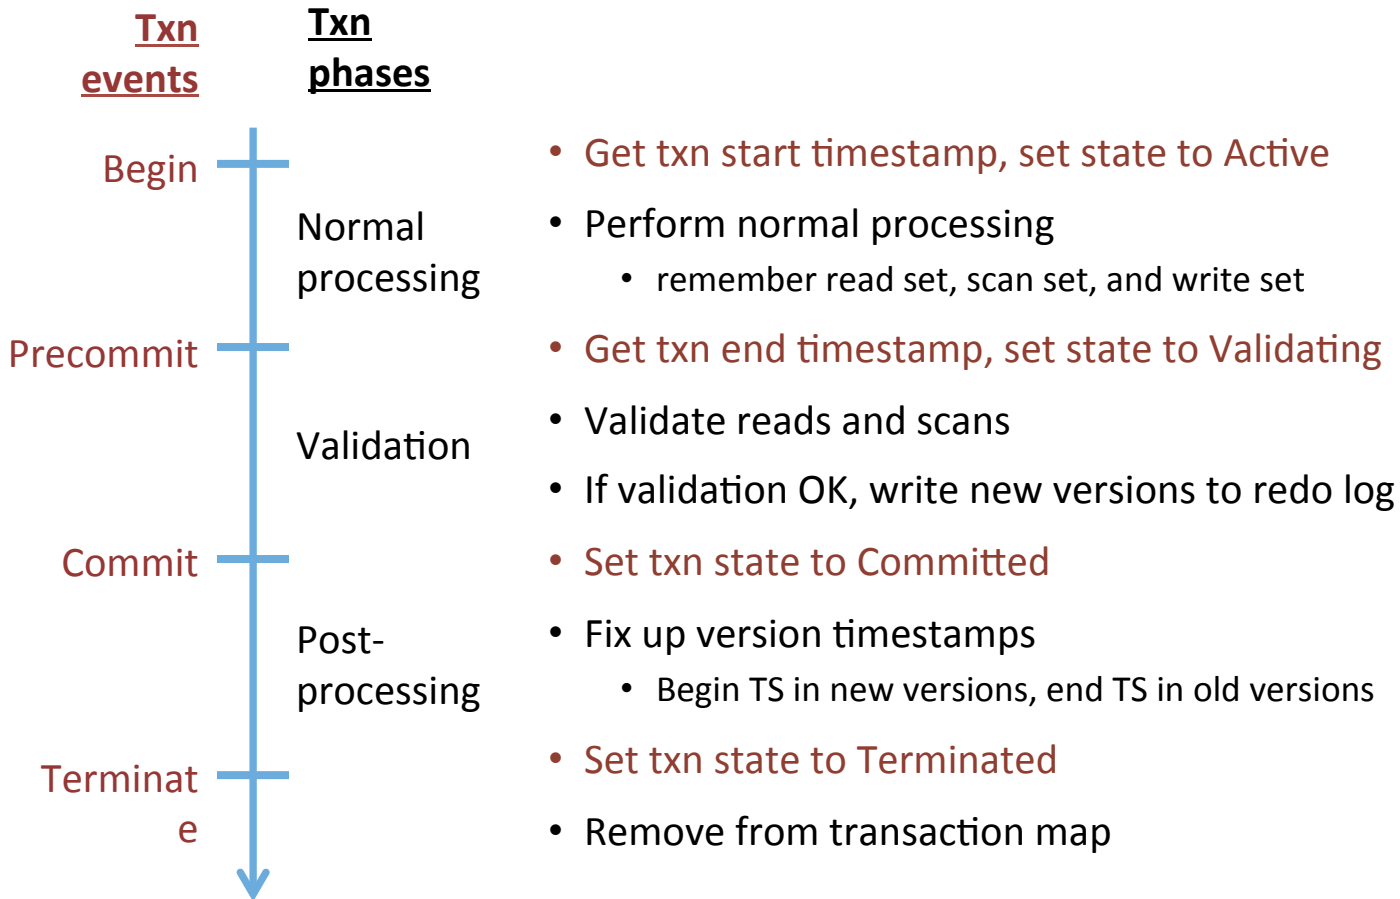 Txn
events
Txn
phases
Begin
• Get txn start timestamp, set state to Active
Normal
processing
• Perform normal processing
• remember read set, scan set, and write set
Precommit
• Get txn end timestamp, set state to Validating
Validation
• Validate reads and scans
• If validation OK, write new versions to redo log
Commit
• Set txn state to Committed
Post-
processing
• Fix up version timestamps
• Begin TS in new versions, end TS in old versions
Terminat
e
• Set txn state to Terminated
• Remove from transaction map